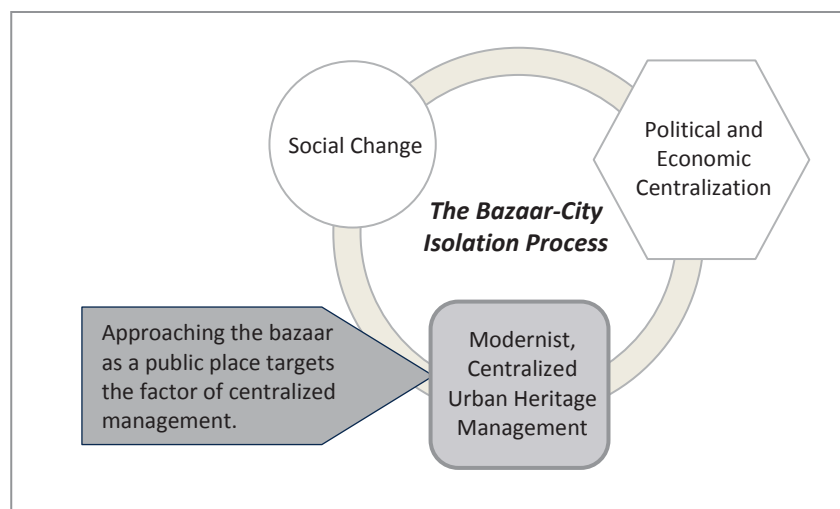 Social Change
Political and
Economic
Centralization
The Bazaar-City
Isolation Process
Approaching the bazaar
as a public place targets
the factor of centralized
management.
Modernist,
Centralized
Urban Heritage
Management